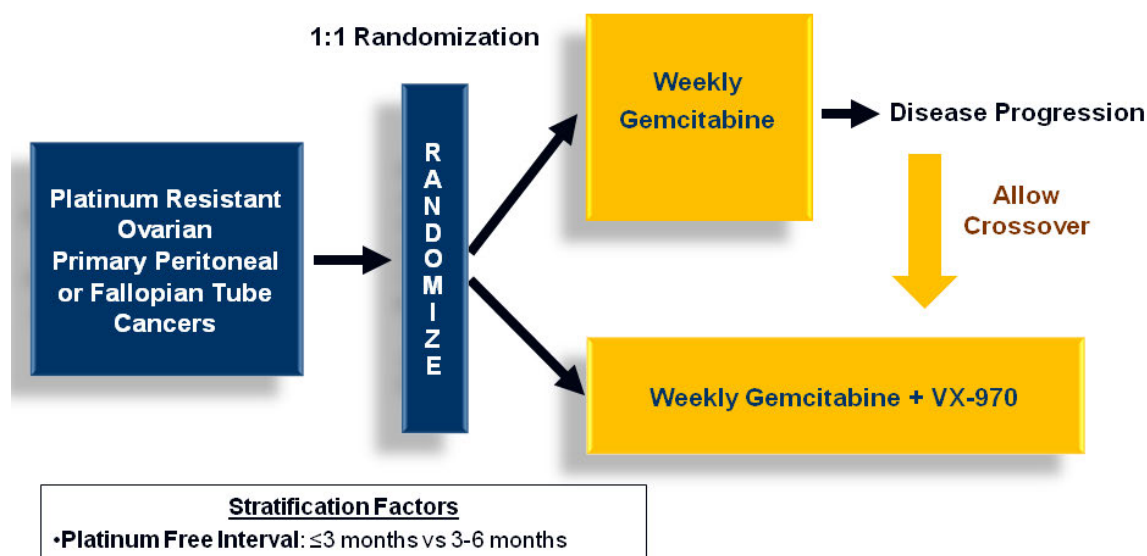 1:1 Randomization
Platinum Resistant
Ovarian
Primary Peritoneal
or Fallopian Tube
Cancers
RANDOMIZE
Weekly
Gemcitabine
Disease Progression
Allow
Crossover
Weekly Gemcitabine + VX-970
Stratification Factors
•Platinum Free Interval: ≤3 months vs 3-6 months